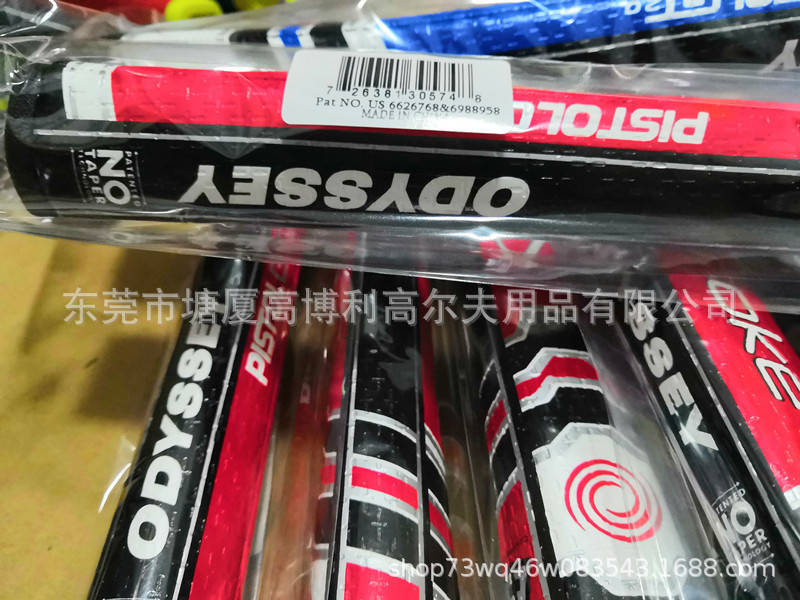 7 26381 30574 8
Pat NO. US 6626768&6988958
MADE IN CHINA
PISTOL
PATENTED
NO
TAPER
ODYSSEY
东莞市塘厦高博利高尔夫用品有限公司
ODYSSEY
PISTOL
SSEY
OKE
NO
shop73wq46w083543.1688.com